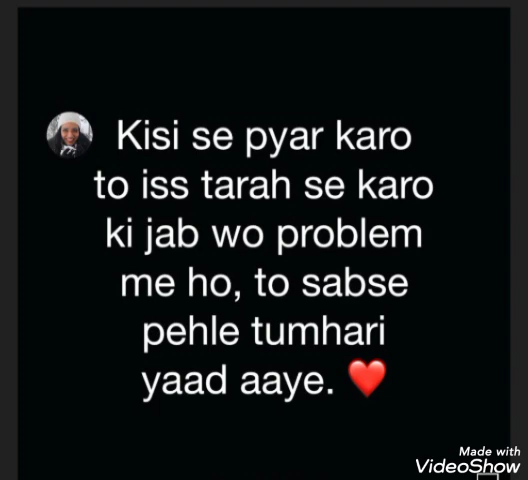 Kisi se pyar karo
to iss tarah se karo
ki jab wo problem
me ho, to sabse
pehle tumhari
yaad aaye. ❤️
Made with
VideoShow